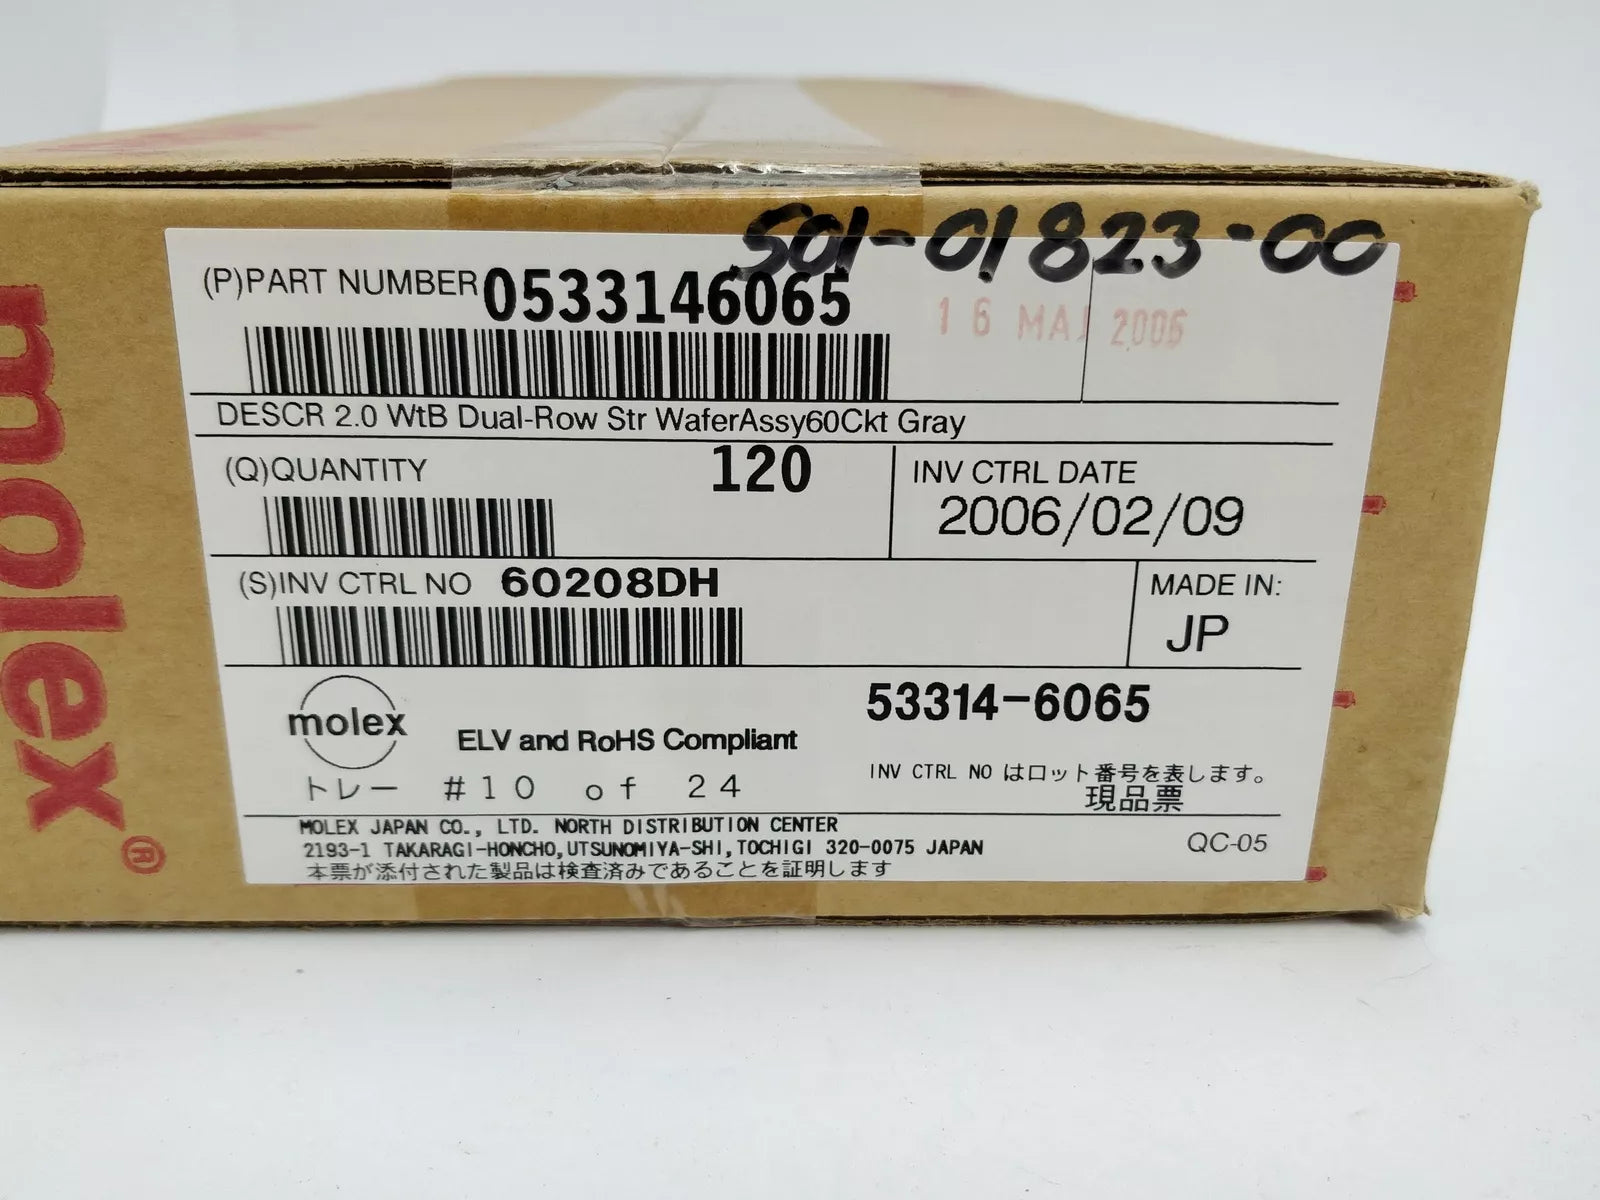 501-01823-00
(P)PART NUMBER 0533146065
16 MA 2006
DESCR 2.0 WtB Dual-Row Str WaferAssy60Ckt Gray
(Q)QUANTITY 120
INV CTRL DATE
2006/02/09
(S)INV CTRL NO 60208DH
MADE IN:
JP
molex
ELV and RoHS Compliant
53314-6065
トレー #10 of 24
INV CTRL NO はロット番号を表します。
現品票
MOLEX JAPAN CO., LTD. NORTH DISTRIBUTION CENTER
2193-1 TAKARAGI-HONCHO,UTSUNOMIYA-SHI,TOCHIGI 320-0075 JAPAN
本票が添付された製品は検査済みであることを証明します
QC-05
molex®